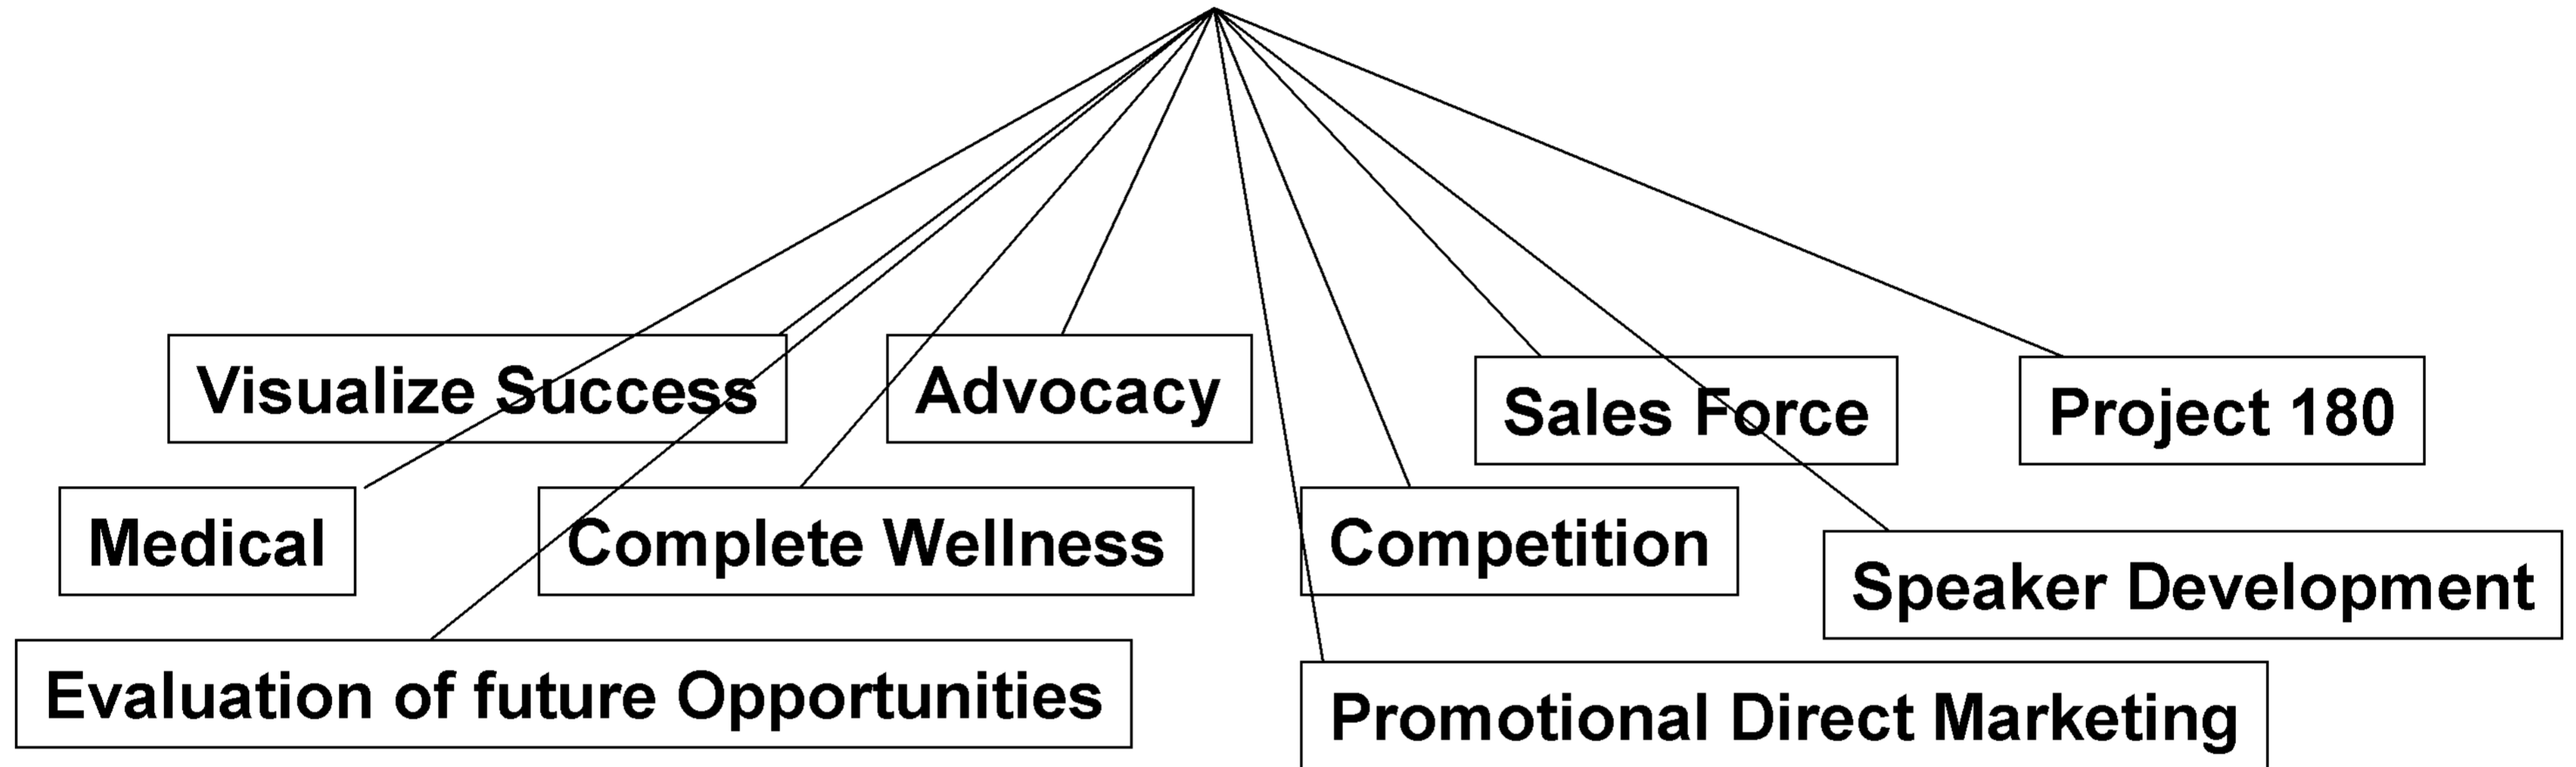 Visualize Success
Advocacy
Sales Force
Project 180
Medical
Complete Wellness
Competition
Speaker Development
Evaluation of future Opportunities
Promotional Direct Marketing